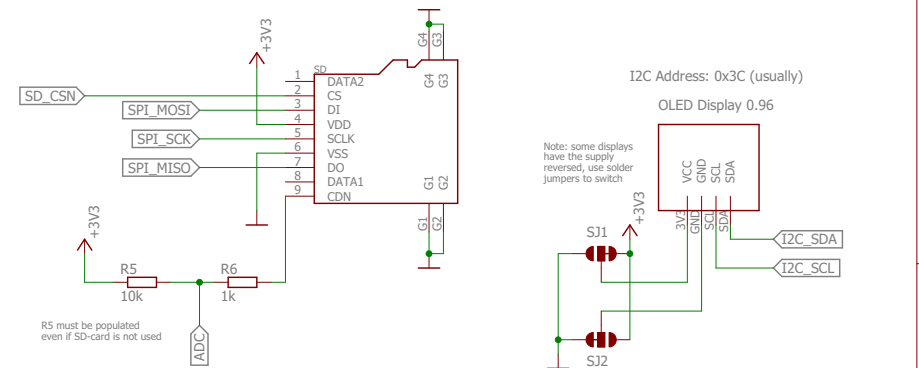 +3V3
SD
G4
G3
G4
G3
1
DATA2
SD_CSN
2
CS
SPI_MOSI
3
DI
4
VDD
SPI_SCK
5
SCLK
6
VSS
SPI_MISO
7
DO
8
DATA1
9
CDN
G1
G2
G1
G2
+3V3
R5
10k
R6
1k
R5 must be populated
even if SD-card is not used
ADC
I2C Address: 0x3C (usually)
OLED Display 0.96
Note: some displays
have the supply
reversed, use solder
jumpers to switch
VCC
GND
SCL
SDA
3V3
GND
SCL
SDA
+3V3
SJ1
I2C_SDA
I2C_SCL
SJ2